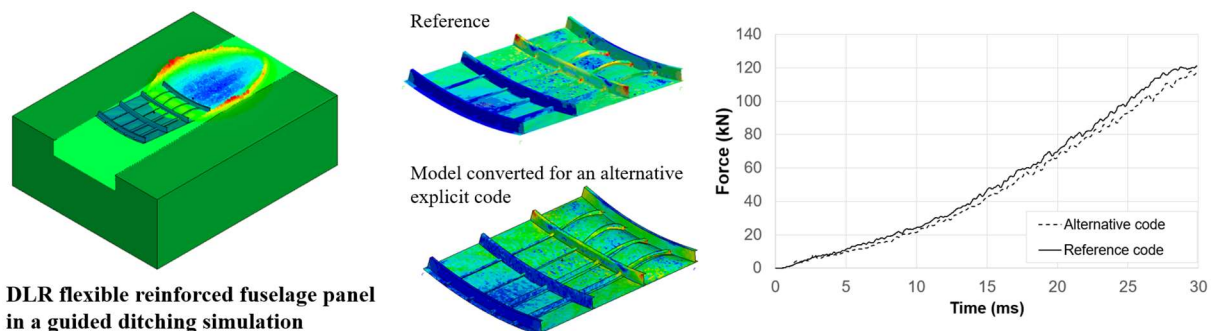 DLR flexible reinforced fuselage panel
in a guided ditching simulation
Reference
Model converted for an alternative
explicit code
Force (kN)
140
120
100
80
60
40
20
0
0 5 10 15 20 25 30
Time (ms)
Alternative code
Reference code